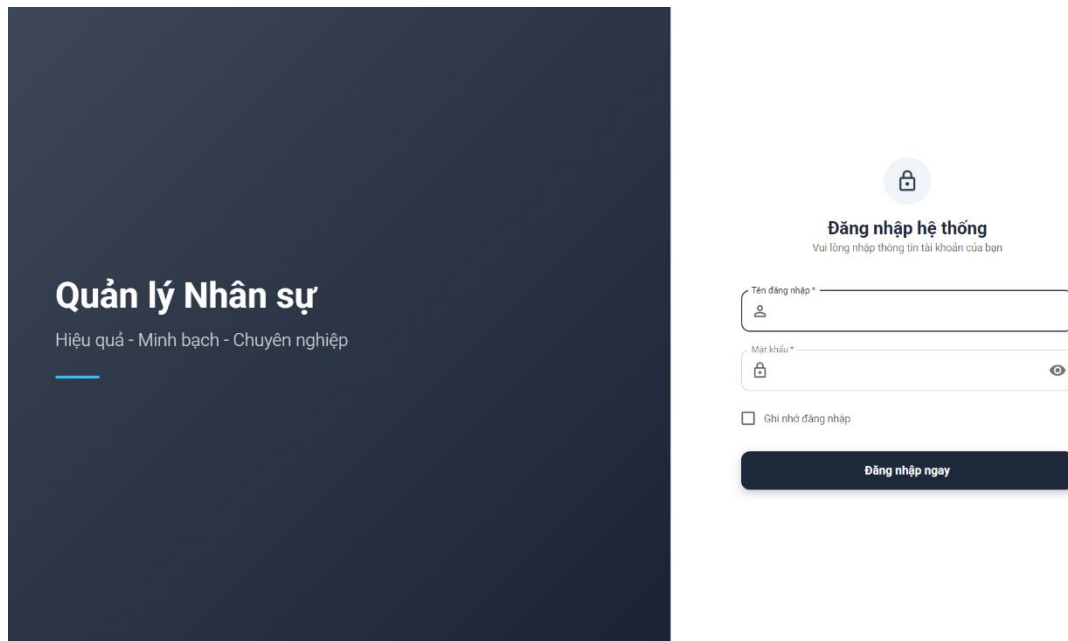 Quản lý Nhân sự
Hiệu quả - Minh bạch - Chuyên nghiệp
Đăng nhập hệ thống
Vui lòng nhập thông tin tài khoản của bạn
Tên đăng nhập *
Mật khẩu *
Ghi nhớ đăng nhập
Đăng nhập ngay